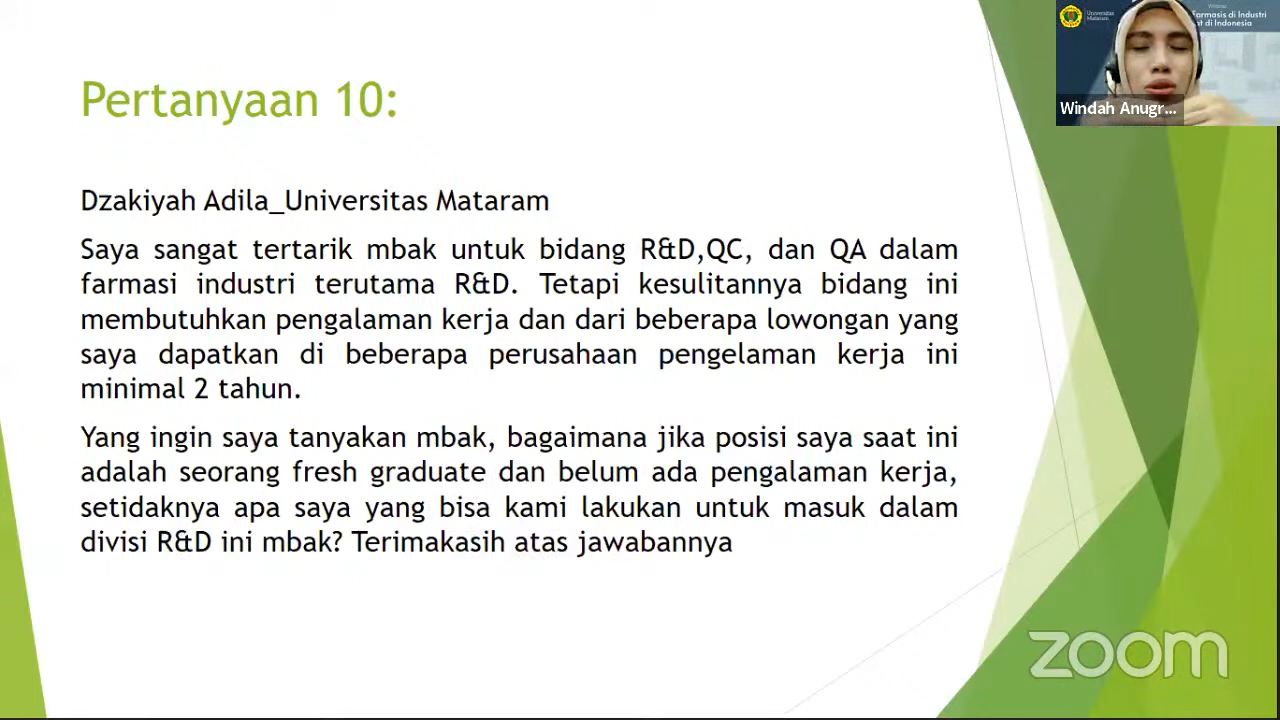 Pertanyaan 10:
Dzakiyah Adila_Universitas Mataram
Saya sangat tertarik mbak untuk bidang R&D,QC, dan QA dalam
farmasi industri terutama R&D. Tetapi kesulitannya bidang ini
membutuhkan pengalaman kerja dan dari beberapa lowongan yang
saya dapatkan di beberapa perusahaan pengelaman kerja ini
minimal 2 tahun.
Yang ingin saya tanyakan mbak, bagaimana jika posisi saya saat ini
adalah seorang fresh graduate dan belum ada pengalaman kerja,
setidaknya apa saya yang bisa kami lakukan untuk masuk dalam
divisi R&D ini mbak? Terimakasih atas jawabannya
Universitas
Mataram
Farmasis di Industri
di Indonesia
Windah Anugr...
zoom